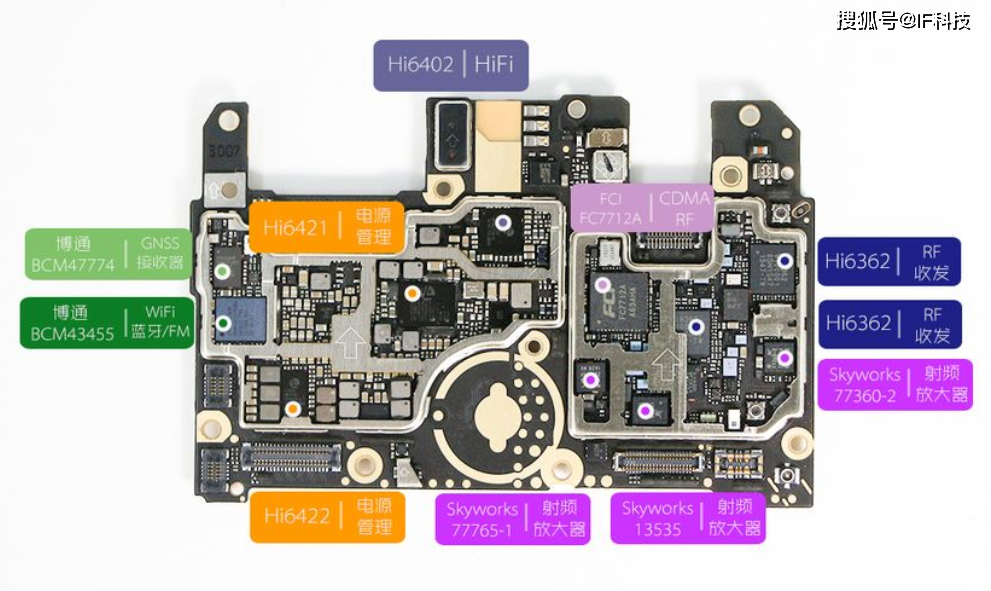 搜狐号@IF科技
Hi6402 | HiFi
3007
Hi6421 | 电源
管理
FCI
FC7712A | CDMA
RF
博通
BCM47774 | GNSS
接收器
Hi6362 | RF
收发
博通
BCM43455 | WiFi
蓝牙/FM
FCI
FC7712A
Hi6362 | RF
收发
Skyworks
77360-2 | 射频
放大器
Hi6422 | 电源
管理
Skyworks
77765-1 | 射频
放大器
Skyworks
13535 | 射频
放大器